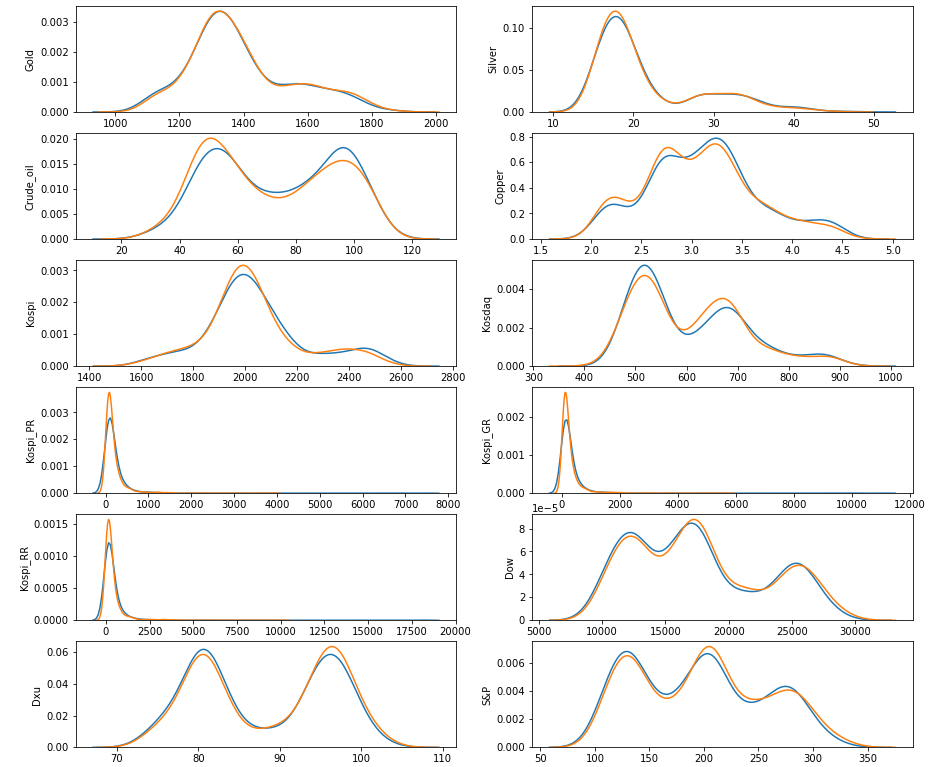 0.003
0.002
0.001
0.000
Gold
1000 1200 1400 1600 1800 2000
0.10
0.05
0.00
Silver
10 20 30 40 50
0.020
0.015
0.010
0.005
0.000
Crude_oil
20 40 60 80 100 120
0.8
0.6
0.4
0.2
0.0
Copper
1.5 2.0 2.5 3.0 3.5 4.0 4.5 5.0
0.003
0.002
0.001
0.000
Kospi
1400 1600 1800 2000 2200 2400 2600 2800
0.004
0.002
0.000
Kosdaq
300 400 500 600 700 800 900 1000
0.003
0.002
0.001
0.000
Kospi_PR
0 1000 2000 3000 4000 5000 6000 7000 8000
0.002
0.001
0.000
Kospi_GR
0 2000 4000 6000 8000 10000 12000
0.0015
0.0010
0.0005
0.0000
Kospi_RR
0 2500 5000 7500 10000 12500 15000 17500 20000
1e-5
8
6
4
2
0
Dow
5000 10000 15000 20000 25000 30000
0.06
0.04
0.02
0.00
Dxu
70 80 90 100 110
0.006
0.004
0.002
0.000
S&P
50 100 150 200 250 300 350